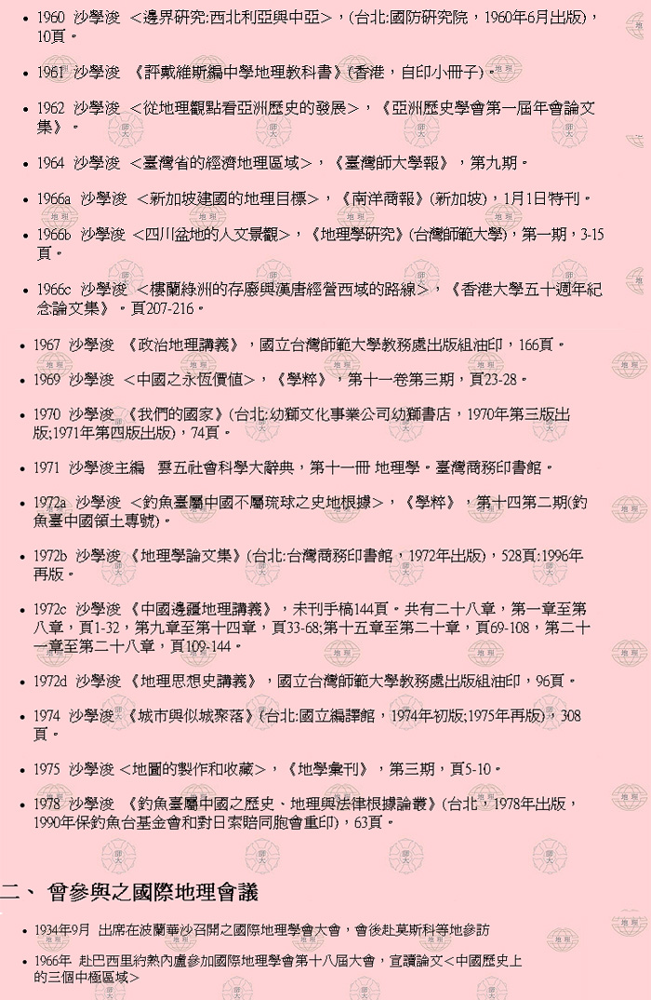 • 1960 沙學浚 ＜邊界研究:西北利亞與中亞＞，(台北:國防研究院，1960年6月出版)，
10頁。
• 1961 沙學浚 《評戴維斯編中學地理教科書》(香港，自印小冊子)。
• 1962 沙學浚 ＜從地理觀點看亞洲歷史的發展＞，《亞洲歷史學會第一屆年會論文
集》。
• 1964 沙學浚 ＜臺灣省的經濟地理區域＞，《臺灣師大學報》，第九期。
• 1966a 沙學浚 ＜新加坡建國的地理目標＞，《南洋商報》(新加坡)，1月1日特刊。
• 1966b 沙學浚 ＜四川盆地的人文景觀＞，《地理學研究》(台灣師範大學)，第一期，3-15
頁。
• 1966c 沙學浚 ＜樓蘭綠洲的存廢與漢唐經營西域的路線＞，《香港大學五十週年紀
念論文集》。頁207-216。
• 1967 沙學浚 《政治地理講義》，國立台灣師範大學教務處出版組油印，166頁。
• 1969 沙學浚 ＜中國之永恆價值＞，《學粹》，第十一卷第三期，頁23-28。
• 1970 沙學浚 《我們的國家》(台北:幼獅文化事業公司幼獅書店，1970年第三版出
版;1971年第四版出版)，74頁。
• 1971 沙學浚主編 雲五社會科學大辭典，第十一冊 地理學。臺灣商務印書館。
• 1972a 沙學浚 ＜釣魚臺屬中國不屬琉球之史地根據＞，《學粹》，第十四第二期(釣
魚臺中國領土專號)。
• 1972b 沙學浚 《地理學論文集》(台北:台灣商務印書館，1972年出版)，528頁:1996年
再版。
• 1972c 沙學浚 《中國邊疆地理講義》，未刊手槁144頁。共有二十八章，第一章至第
八章，頁1-32，第九章至第十四章，頁33-68;第十五章至第二十章，頁69-108，第二十
一章至第二十八章，頁109-144。
• 1972d 沙學浚 《地理思想史講義》，國立台灣師範大學教務處出版組油印，96頁。
• 1974 沙學浚 《城市與似城聚落》(台北:國立編譯館，1974年初版;1975年再版)，308
頁。
• 1975 沙學浚 ＜地圖的製作和收藏＞，《地學彙刊》，第三期，頁5-10。
• 1978 沙學浚 《釣魚臺屬中國之歷史、地理與法律根據論叢》(台北，1978年出版，
1990年保釣魚台基金會和對日索賠同胞會重印)，63頁。
二、 曾參與之國際地理會議
• 1934年9月 出席在波蘭華沙召開之國際地理學會大會，會後赴莫斯科等地參訪
• 1966年 赴巴西里約熱內盧參加國際地理學會第十八屆大會，宣讀論文＜中國歷史上
的三個中極區域＞